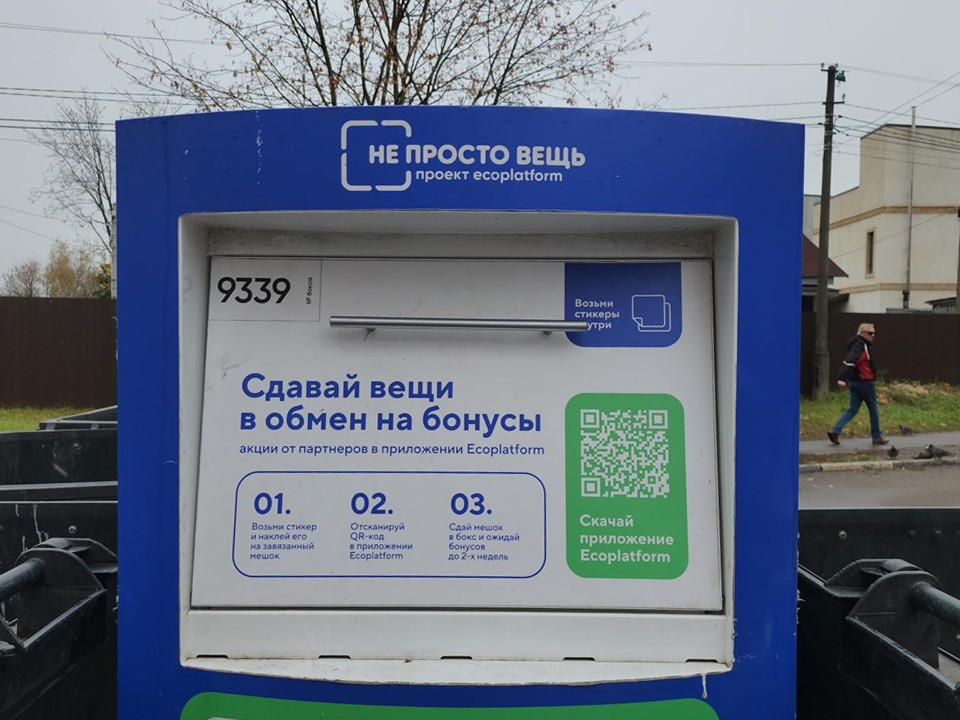 НЕ ПРОСТО ВЕЩЬ
проект ecoplatform
9339
№ бокса
Возьми
стикеры
Сдавай вещи
в обмен на бонусы
акции от партнеров в приложении Ecoplatform
01.
Возьми стикер
и наклей его
на завязанный
мешок
02.
Отсканируй
QR-код
в приложении
Ecoplatform
03.
Сдай мешок
в бокс и ожидай
бонусов
до 2-х недель
Скачай
приложение
Ecoplatform